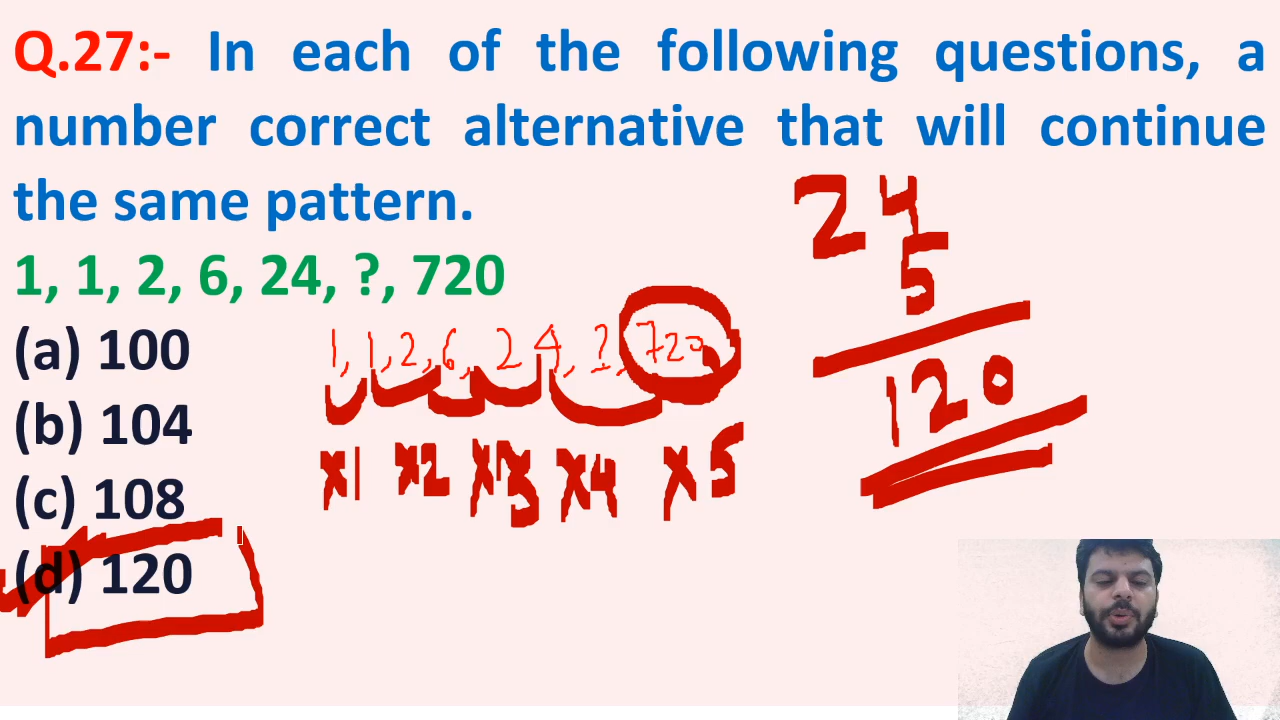 Q.27:- In each of the following questions, a
number correct alternative that will continue
the same pattern.
1, 1, 2, 6, 24, ?, 720
(a) 100
(b) 104
(c) 108
(d) 120
1, 1, 2, 6, 24, ?, 720
x1 x2 x3 x4 x5
24
5
120